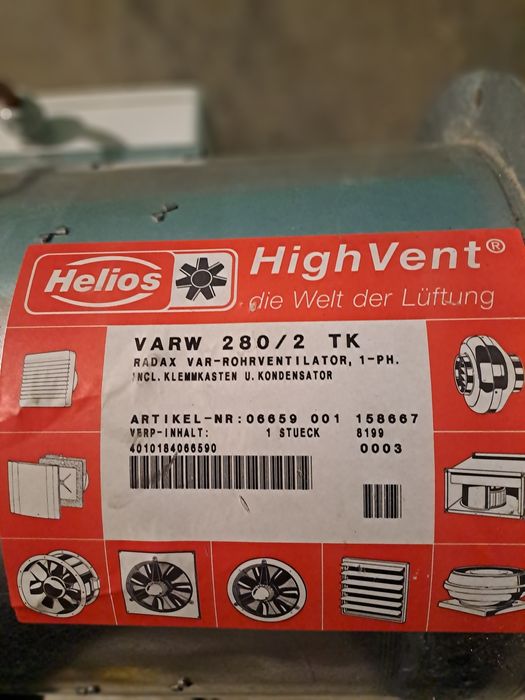 Helios
HighVent®
die Welt der Lüftung
VARW 280/2 TK
RADAX VAR-ROHRVENTILATOR, 1-PH.
INCL. KLEMMKASTEN U. KONDENSATOR
ARTIKEL-NR: 06659 001 158667
VERP-INHALT: 1 STUECK 8199
4010184066590 0003